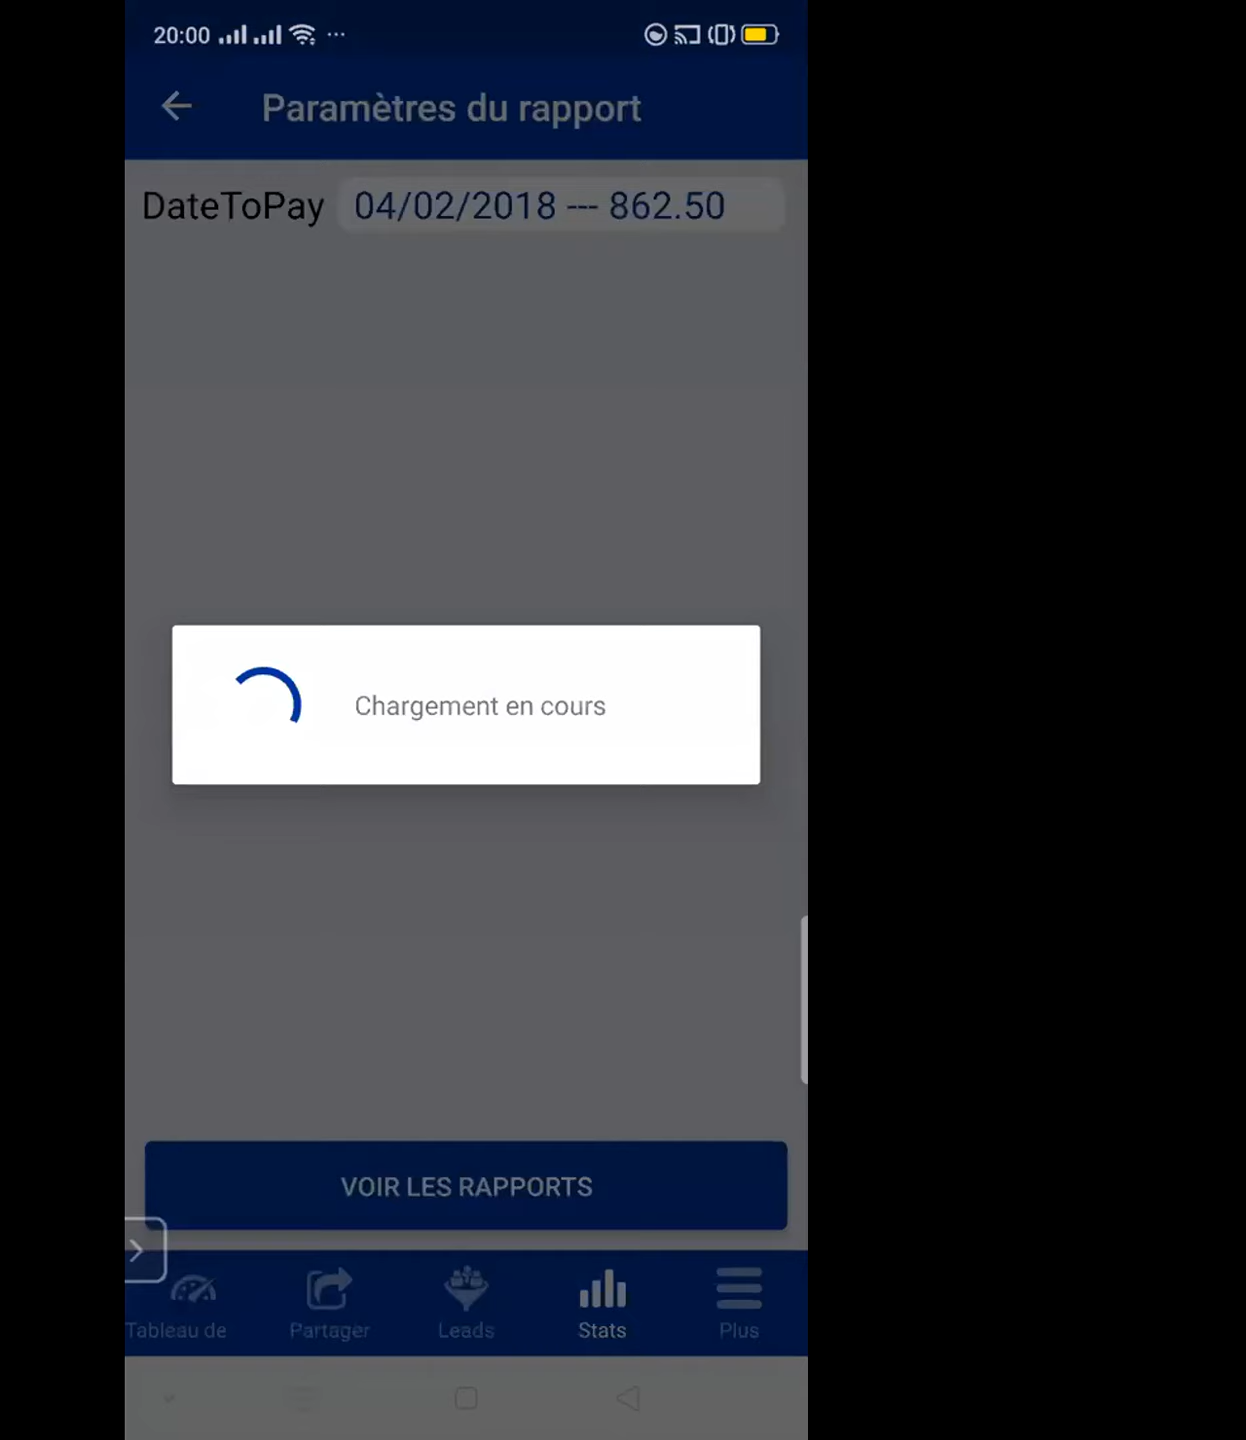 20:00
Paramètres du rapport
DateToPay 04/02/2018 --- 862.50
Chargement en cours
VOIR LES RAPPORTS
Tableau de Partager Leads Stats Plus